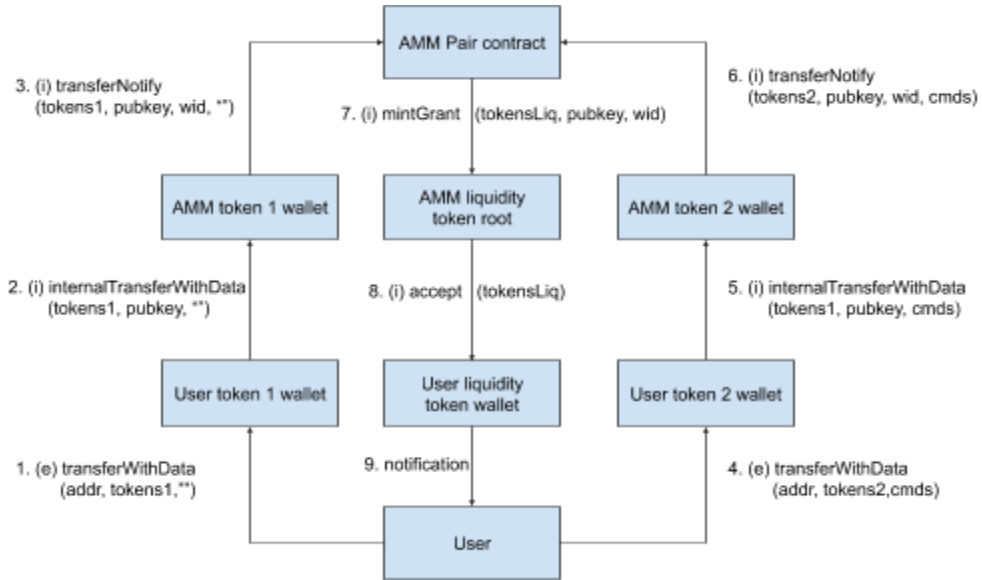 AMM Pair contract
3. (i) transferNotify
(tokens1, pubkey, wid, "")
6. (i) transferNotify
(tokens2, pubkey, wid, cmds)
7. (i) mintGrant (tokensLiq, pubkey, wid)
AMM token 1 wallet
AMM liquidity
token root
AMM token 2 wallet
2. (i) internalTransferWithData
(tokens1, pubkey, "")
8. (i) accept (tokensLiq)
5. (i) internalTransferWithData
(tokens1, pubkey, cmds)
User token 1 wallet
User liquidity
token wallet
User token 2 wallet
1. (e) transferWithData
(addr, tokens1,"")
9. notification
4. (e) transferWithData
(addr, tokens2,cmds)
User